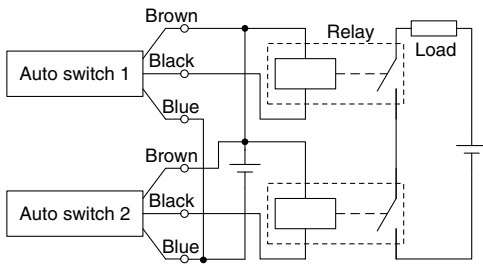 Brown
Relay
Load
Auto switch 1
Black
Blue
Brown
Auto switch 2
Black
Blue